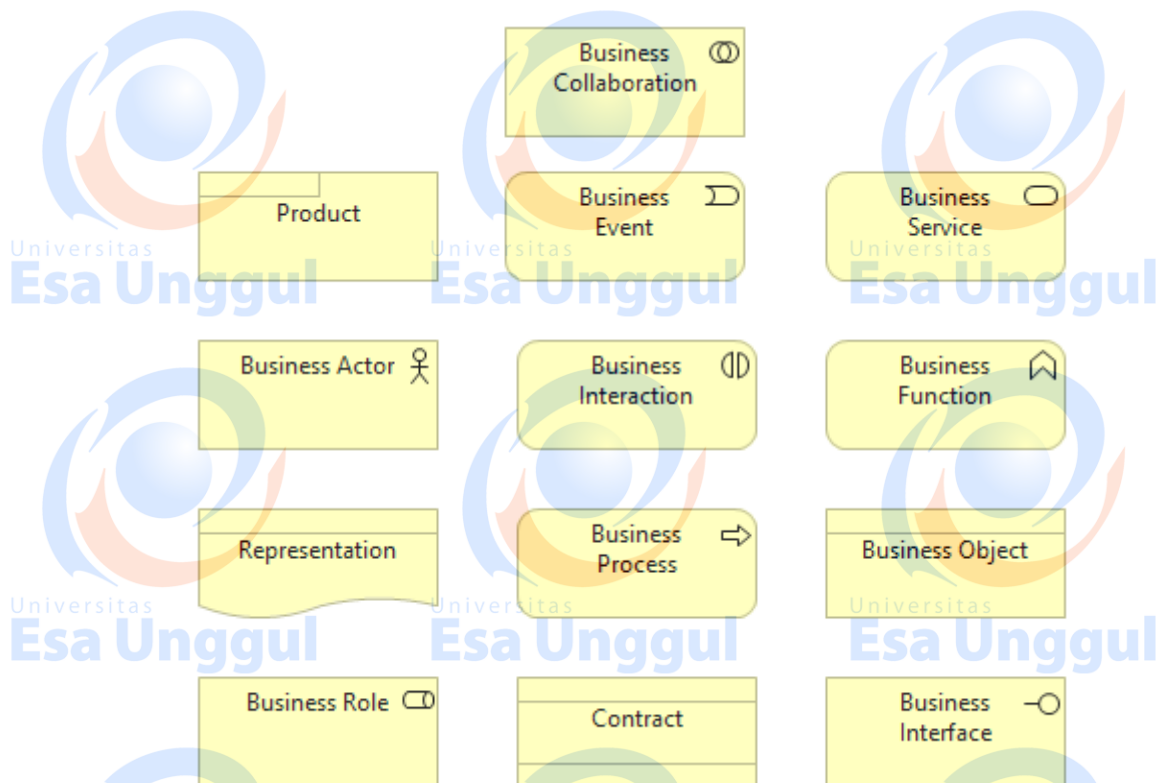 Business
Collaboration
Product
Business
Event
Business
Service
Universitas
Esa Unggul
Universitas
Esa Unggul
Universitas
Esa Unggul
Business Actor
Business
Interaction
Business
Function
Representation
Business
Process
Business Object
Universitas
Esa Unggul
Universitas
Esa Unggul
Universitas
Esa Unggul
Business Role
Contract
Business
Interface